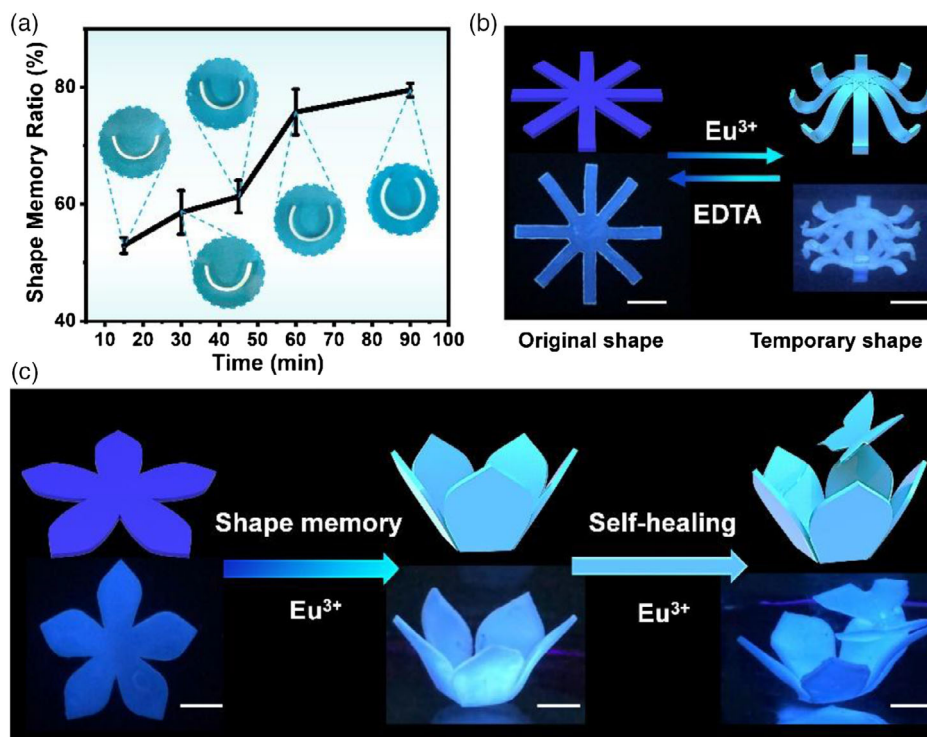 (a)
Shape Memory Ratio (%)
80
60
40
10 20 30 40 50 60 70 80 90 100
Time (min)
(b)
Eu³⁺
EDTA
Original shape
Temporary shape
(c)
Shape memory
Eu³⁺
Self-healing
Eu³⁺